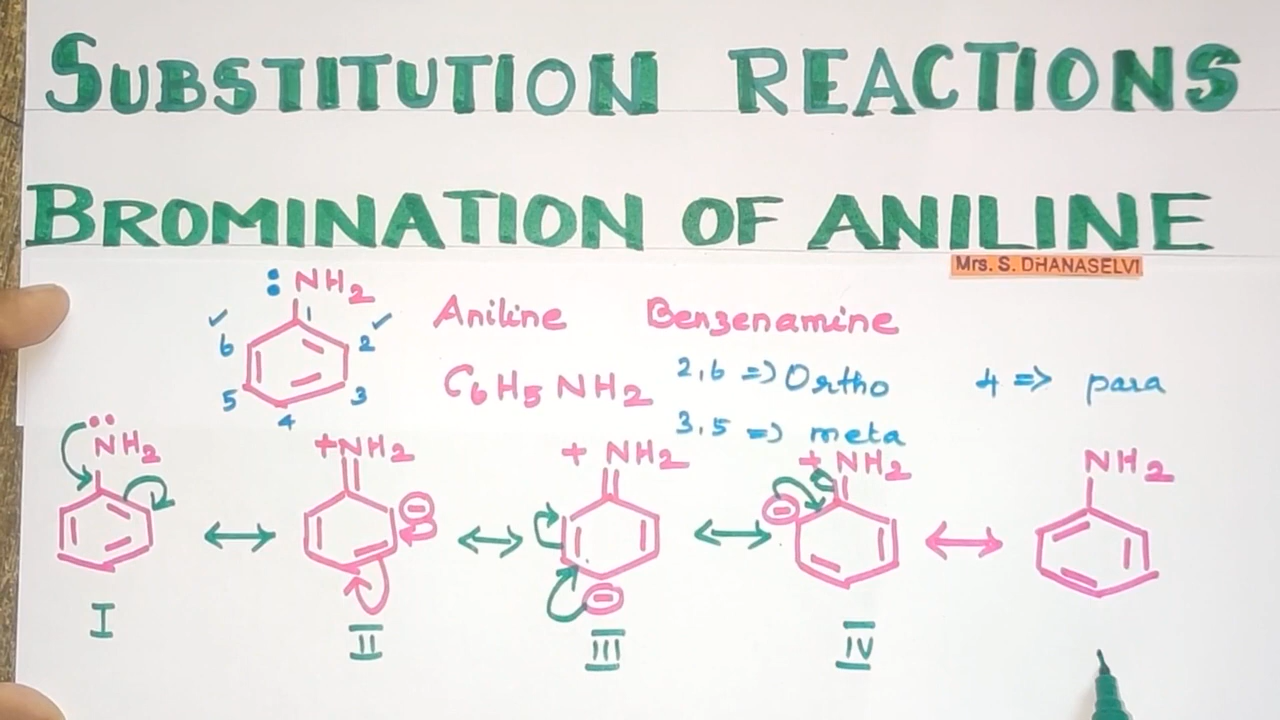 SUBSTITUTION REACTIONS
BROMINATION OF ANILINE
Mrs. S. DHANASELVI
:NH2
1
2
3
4
5
6
Aniline Benzenamine
C6H5NH2
2,6 => Ortho
4 => para
3,5 => meta
NH2
+NH2
+ NH2
+ NH2
NH2
I
II
III
IV